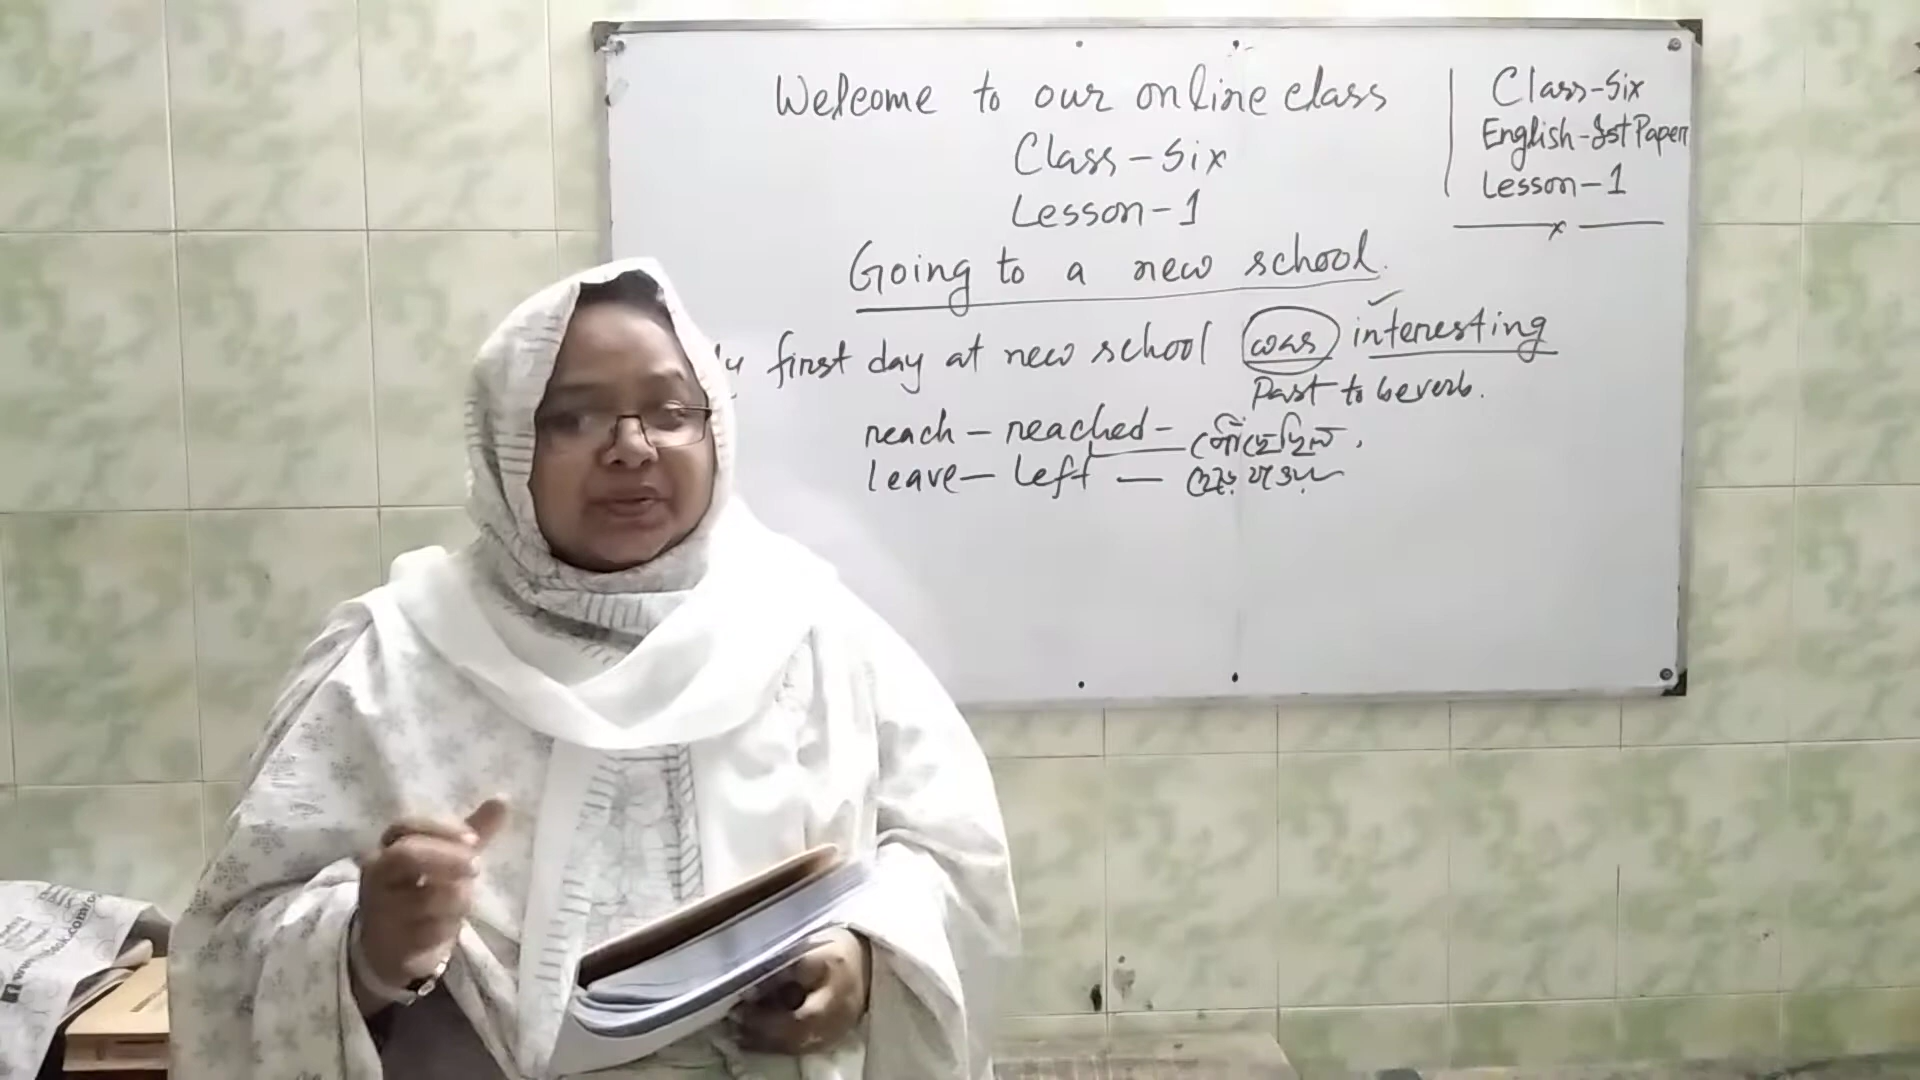 Welcome to our online class
Class-Six
Lesson-1
Going to a new school.
first day at new school was interesting
Past to be verb.
reach - reached - পৌঁছেছিল,
leave - left -
Class-Six
English-1st Paper
Lesson-1
x